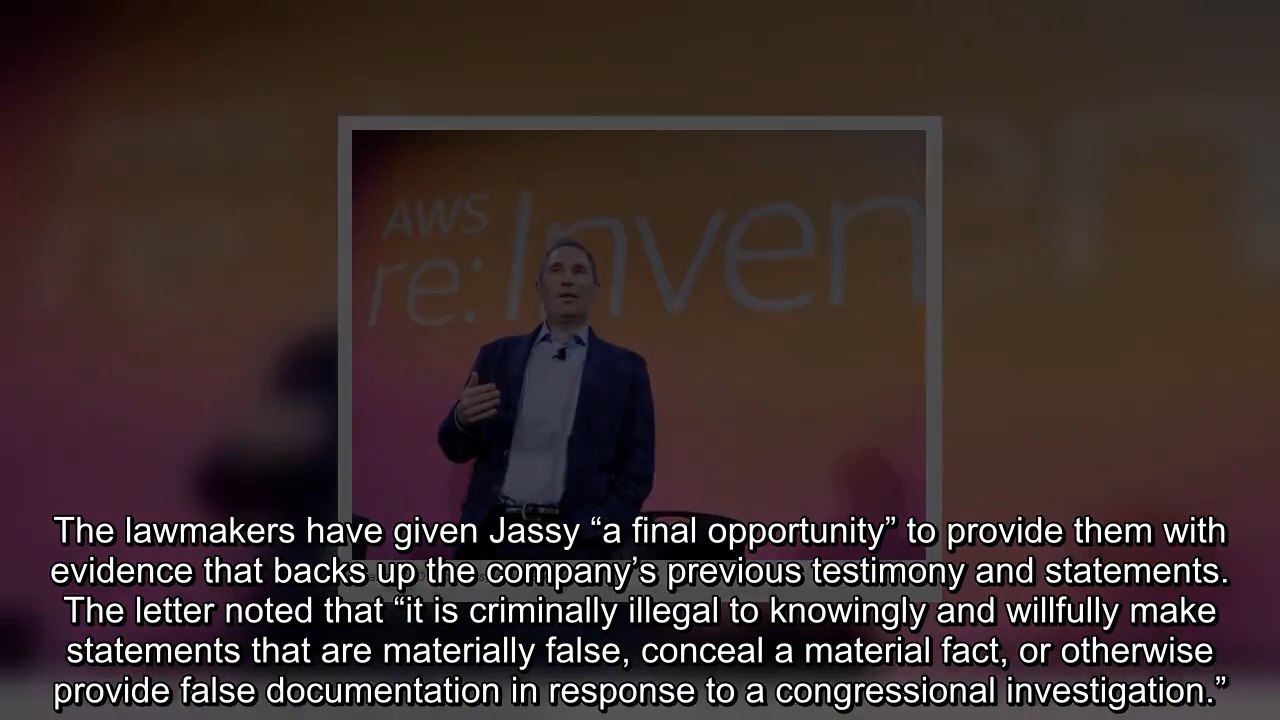 AWS
re: Inven
The lawmakers have given Jassy “a final opportunity” to provide them with
evidence that backs up the company’s previous testimony and statements.
The letter noted that “it is criminally illegal to knowingly and willfully make
statements that are materially false, conceal a material fact, or otherwise
provide false documentation in response to a congressional investigation.”